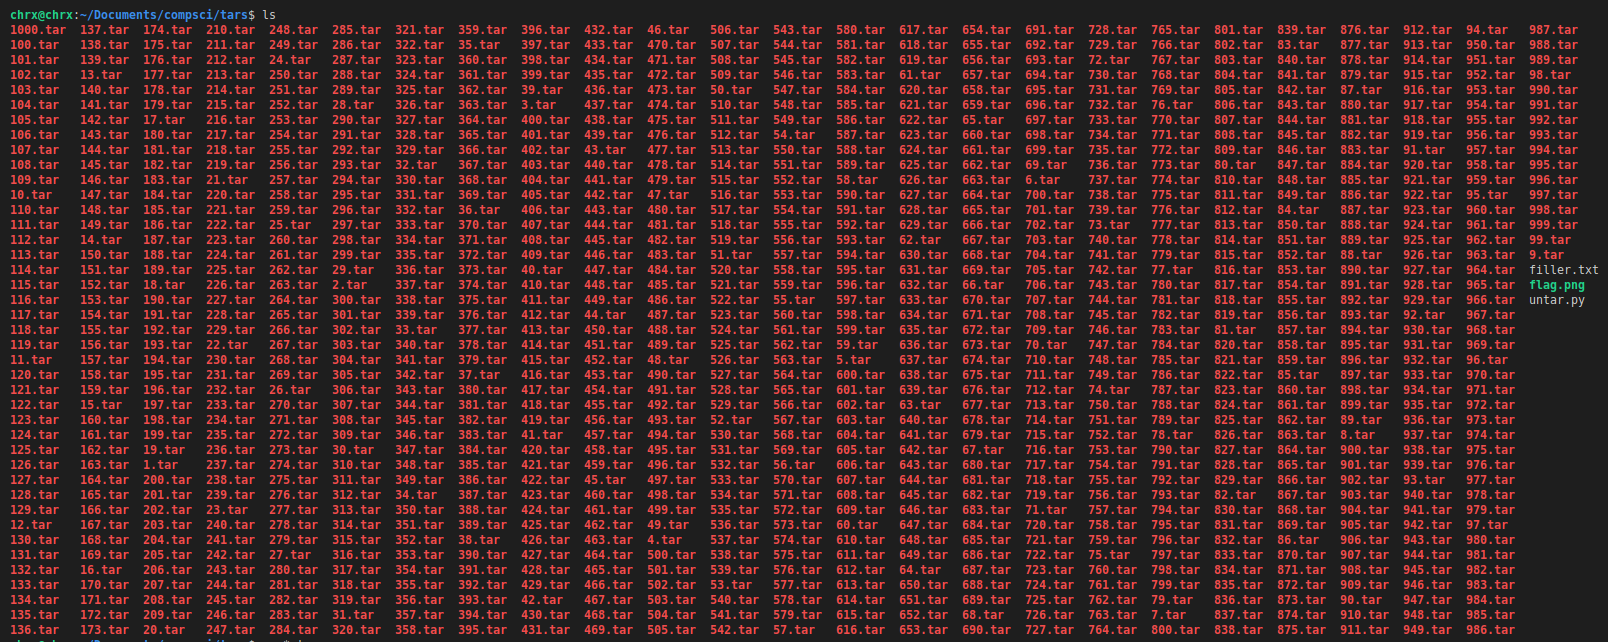 chrx@chrx:~/Documents/compsci/tars$ ls
1000.tar 137.tar 174.tar 210.tar 248.tar 285.tar 321.tar 359.tar 396.tar 432.tar 46.tar 506.tar 543.tar 580.tar 617.tar 654.tar 691.tar 728.tar 765.tar 801.tar 839.tar 876.tar 912.tar 94.tar 987.tar
100.tar 138.tar 175.tar 211.tar 249.tar 286.tar 322.tar 35.tar 397.tar 433.tar 470.tar 507.tar 544.tar 581.tar 618.tar 655.tar 692.tar 729.tar 766.tar 802.tar 83.tar 877.tar 913.tar 950.tar 988.tar
101.tar 139.tar 176.tar 212.tar 24.tar 287.tar 323.tar 360.tar 398.tar 434.tar 471.tar 508.tar 545.tar 582.tar 619.tar 656.tar 693.tar 72.tar 767.tar 803.tar 840.tar 878.tar 914.tar 951.tar 989.tar
102.tar 13.tar 177.tar 213.tar 250.tar 288.tar 324.tar 361.tar 399.tar 435.tar 472.tar 509.tar 546.tar 583.tar 61.tar 657.tar 694.tar 730.tar 768.tar 804.tar 841.tar 879.tar 915.tar 952.tar 98.tar
103.tar 140.tar 178.tar 214.tar 251.tar 289.tar 325.tar 362.tar 39.tar 436.tar 473.tar 50.tar 547.tar 584.tar 620.tar 658.tar 695.tar 731.tar 769.tar 805.tar 842.tar 87.tar 916.tar 953.tar 990.tar
104.tar 141.tar 179.tar 215.tar 252.tar 28.tar 326.tar 363.tar 3.tar 437.tar 474.tar 510.tar 548.tar 585.tar 621.tar 659.tar 696.tar 732.tar 76.tar 806.tar 843.tar 880.tar 917.tar 954.tar 991.tar
105.tar 142.tar 17.tar 216.tar 253.tar 290.tar 327.tar 364.tar 400.tar 438.tar 475.tar 511.tar 549.tar 586.tar 622.tar 65.tar 697.tar 733.tar 770.tar 807.tar 844.tar 881.tar 918.tar 955.tar 992.tar
106.tar 143.tar 180.tar 217.tar 254.tar 291.tar 328.tar 365.tar 401.tar 439.tar 476.tar 512.tar 54.tar 587.tar 623.tar 660.tar 698.tar 734.tar 771.tar 808.tar 845.tar 882.tar 919.tar 956.tar 993.tar
107.tar 144.tar 181.tar 218.tar 255.tar 292.tar 329.tar 366.tar 402.tar 43.tar 477.tar 513.tar 550.tar 588.tar 624.tar 661.tar 699.tar 735.tar 772.tar 809.tar 846.tar 883.tar 91.tar 957.tar 994.tar
108.tar 145.tar 182.tar 219.tar 256.tar 293.tar 32.tar 367.tar 403.tar 440.tar 478.tar 514.tar 551.tar 589.tar 625.tar 662.tar 69.tar 736.tar 773.tar 80.tar 847.tar 884.tar 920.tar 958.tar 995.tar
109.tar 146.tar 183.tar 21.tar 257.tar 294.tar 330.tar 368.tar 404.tar 441.tar 479.tar 515.tar 552.tar 58.tar 626.tar 663.tar 6.tar 737.tar 774.tar 810.tar 848.tar 885.tar 921.tar 959.tar 996.tar
10.tar 147.tar 184.tar 220.tar 258.tar 295.tar 331.tar 369.tar 405.tar 442.tar 47.tar 516.tar 553.tar 590.tar 627.tar 664.tar 700.tar 738.tar 775.tar 811.tar 849.tar 886.tar 922.tar 95.tar 997.tar
110.tar 148.tar 185.tar 221.tar 259.tar 296.tar 332.tar 36.tar 406.tar 443.tar 480.tar 517.tar 554.tar 591.tar 628.tar 665.tar 701.tar 739.tar 776.tar 812.tar 84.tar 887.tar 923.tar 960.tar 998.tar
111.tar 149.tar 186.tar 222.tar 25.tar 297.tar 333.tar 370.tar 407.tar 444.tar 481.tar 518.tar 555.tar 592.tar 629.tar 666.tar 702.tar 73.tar 777.tar 813.tar 850.tar 888.tar 924.tar 961.tar 999.tar
112.tar 14.tar 187.tar 223.tar 260.tar 298.tar 334.tar 371.tar 408.tar 445.tar 482.tar 519.tar 556.tar 593.tar 62.tar 667.tar 703.tar 740.tar 778.tar 814.tar 851.tar 889.tar 925.tar 962.tar 99.tar
113.tar 150.tar 188.tar 224.tar 261.tar 299.tar 335.tar 372.tar 409.tar 446.tar 483.tar 51.tar 557.tar 594.tar 630.tar 668.tar 704.tar 741.tar 779.tar 815.tar 852.tar 88.tar 926.tar 963.tar 9.tar
114.tar 151.tar 189.tar 225.tar 262.tar 29.tar 336.tar 373.tar 40.tar 447.tar 484.tar 520.tar 558.tar 595.tar 631.tar 669.tar 705.tar 742.tar 77.tar 816.tar 853.tar 890.tar 927.tar 964.tar filler.txt
115.tar 152.tar 18.tar 226.tar 263.tar 2.tar 337.tar 374.tar 410.tar 448.tar 485.tar 521.tar 559.tar 596.tar 632.tar 66.tar 706.tar 743.tar 780.tar 817.tar 854.tar 891.tar 928.tar 965.tar flag.png
116.tar 153.tar 190.tar 227.tar 264.tar 300.tar 338.tar 375.tar 411.tar 449.tar 486.tar 522.tar 55.tar 597.tar 633.tar 670.tar 707.tar 744.tar 781.tar 818.tar 855.tar 892.tar 929.tar 966.tar untar.py
117.tar 154.tar 191.tar 228.tar 265.tar 301.tar 339.tar 376.tar 412.tar 44.tar 487.tar 523.tar 560.tar 598.tar 634.tar 671.tar 708.tar 745.tar 782.tar 819.tar 856.tar 893.tar 92.tar 967.tar
118.tar 155.tar 192.tar 229.tar 266.tar 302.tar 33.tar 377.tar 413.tar 450.tar 488.tar 524.tar 561.tar 599.tar 635.tar 672.tar 709.tar 746.tar 783.tar 81.tar 857.tar 894.tar 930.tar 968.tar
119.tar 156.tar 193.tar 22.tar 267.tar 303.tar 340.tar 378.tar 414.tar 451.tar 489.tar 525.tar 562.tar 59.tar 636.tar 673.tar 70.tar 747.tar 784.tar 820.tar 858.tar 895.tar 931.tar 969.tar
11.tar 157.tar 194.tar 230.tar 268.tar 304.tar 341.tar 379.tar 415.tar 452.tar 48.tar 526.tar 563.tar 5.tar 637.tar 674.tar 710.tar 748.tar 785.tar 821.tar 859.tar 896.tar 932.tar 96.tar
120.tar 158.tar 195.tar 231.tar 269.tar 305.tar 342.tar 37.tar 416.tar 453.tar 490.tar 527.tar 564.tar 600.tar 638.tar 675.tar 711.tar 749.tar 786.tar 822.tar 85.tar 897.tar 933.tar 970.tar
121.tar 159.tar 196.tar 232.tar 26.tar 306.tar 343.tar 380.tar 417.tar 454.tar 491.tar 528.tar 565.tar 601.tar 639.tar 676.tar 712.tar 74.tar 787.tar 823.tar 860.tar 898.tar 934.tar 971.tar
122.tar 15.tar 197.tar 233.tar 270.tar 307.tar 344.tar 381.tar 418.tar 455.tar 492.tar 529.tar 566.tar 602.tar 63.tar 677.tar 713.tar 750.tar 788.tar 824.tar 861.tar 899.tar 935.tar 972.tar
123.tar 160.tar 198.tar 234.tar 271.tar 308.tar 345.tar 382.tar 419.tar 456.tar 493.tar 52.tar 567.tar 603.tar 640.tar 678.tar 714.tar 751.tar 789.tar 825.tar 862.tar 89.tar 936.tar 973.tar
124.tar 161.tar 199.tar 235.tar 272.tar 309.tar 346.tar 383.tar 41.tar 457.tar 494.tar 530.tar 568.tar 604.tar 641.tar 679.tar 715.tar 752.tar 78.tar 826.tar 863.tar 8.tar 937.tar 974.tar
125.tar 162.tar 19.tar 236.tar 273.tar 30.tar 347.tar 384.tar 420.tar 458.tar 495.tar 531.tar 569.tar 605.tar 642.tar 67.tar 716.tar 753.tar 790.tar 827.tar 864.tar 900.tar 938.tar 975.tar
126.tar 163.tar 1.tar 237.tar 274.tar 310.tar 348.tar 385.tar 421.tar 459.tar 496.tar 532.tar 56.tar 606.tar 643.tar 680.tar 717.tar 754.tar 791.tar 828.tar 865.tar 901.tar 939.tar 976.tar
127.tar 164.tar 200.tar 238.tar 275.tar 311.tar 349.tar 386.tar 422.tar 45.tar 497.tar 533.tar 570.tar 607.tar 644.tar 681.tar 718.tar 755.tar 792.tar 829.tar 866.tar 902.tar 93.tar 977.tar
128.tar 165.tar 201.tar 239.tar 276.tar 312.tar 34.tar 387.tar 423.tar 460.tar 498.tar 534.tar 571.tar 608.tar 645.tar 682.tar 719.tar 756.tar 793.tar 82.tar 867.tar 903.tar 940.tar 978.tar
129.tar 166.tar 202.tar 23.tar 277.tar 313.tar 350.tar 388.tar 424.tar 461.tar 499.tar 535.tar 572.tar 609.tar 646.tar 683.tar 71.tar 757.tar 794.tar 830.tar 868.tar 904.tar 941.tar 979.tar
12.tar 167.tar 203.tar 240.tar 278.tar 314.tar 351.tar 389.tar 425.tar 462.tar 49.tar 536.tar 573.tar 60.tar 647.tar 684.tar 720.tar 758.tar 795.tar 831.tar 869.tar 905.tar 942.tar 97.tar
130.tar 168.tar 204.tar 241.tar 279.tar 315.tar 352.tar 38.tar 426.tar 463.tar 4.tar 537.tar 574.tar 610.tar 648.tar 685.tar 721.tar 759.tar 796.tar 832.tar 86.tar 906.tar 943.tar 980.tar
131.tar 169.tar 205.tar 242.tar 27.tar 316.tar 353.tar 390.tar 427.tar 464.tar 500.tar 538.tar 575.tar 611.tar 649.tar 686.tar 722.tar 75.tar 797.tar 833.tar 870.tar 907.tar 944.tar 981.tar
132.tar 16.tar 206.tar 243.tar 280.tar 317.tar 354.tar 391.tar 428.tar 465.tar 501.tar 539.tar 576.tar 612.tar 64.tar 687.tar 723.tar 760.tar 798.tar 834.tar 871.tar 908.tar 945.tar 982.tar
133.tar 170.tar 207.tar 244.tar 281.tar 318.tar 355.tar 392.tar 429.tar 466.tar 502.tar 53.tar 577.tar 613.tar 650.tar 688.tar 724.tar 761.tar 799.tar 835.tar 872.tar 909.tar 946.tar 983.tar
134.tar 171.tar 208.tar 245.tar 282.tar 319.tar 356.tar 393.tar 42.tar 467.tar 503.tar 540.tar 578.tar 614.tar 651.tar 689.tar 725.tar 762.tar 79.tar 836.tar 873.tar 90.tar 947.tar 984.tar
135.tar 172.tar 209.tar 246.tar 283.tar 31.tar 357.tar 394.tar 430.tar 468.tar 504.tar 541.tar 579.tar 615.tar 652.tar 68.tar 726.tar 763.tar 7.tar 837.tar 874.tar 910.tar 948.tar 985.tar
136.tar 173.tar 20.tar 247.tar 284.tar 320.tar 358.tar 395.tar 431.tar 469.tar 505.tar 542.tar 57.tar 616.tar 653.tar 690.tar 727.tar 764.tar 800.tar 838.tar 875.tar 911.tar 949.tar 986.tar